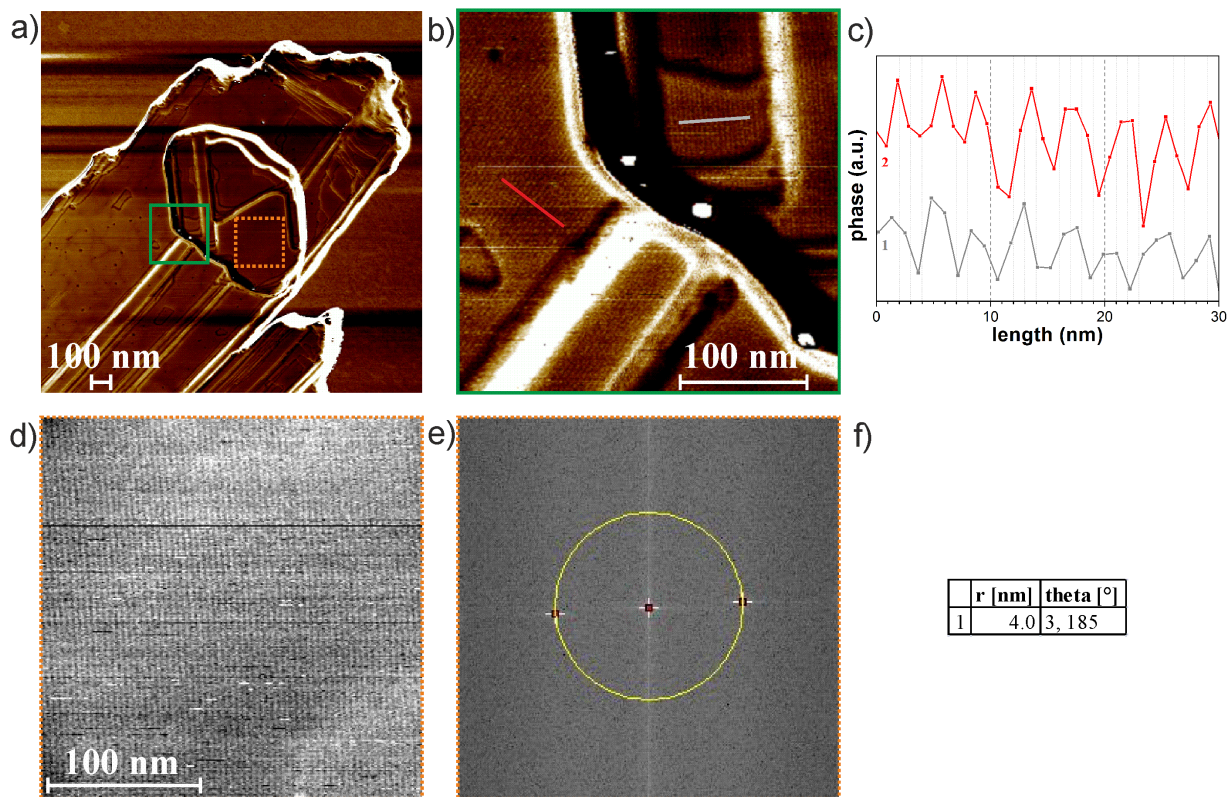 a)
100 nm
b)
100 nm
c)
phase (a.u.)
2
1
0 10 20 30
length (nm)
d)
100 nm
e)
f)
r [nm] theta [°]
1 4.0 3, 185